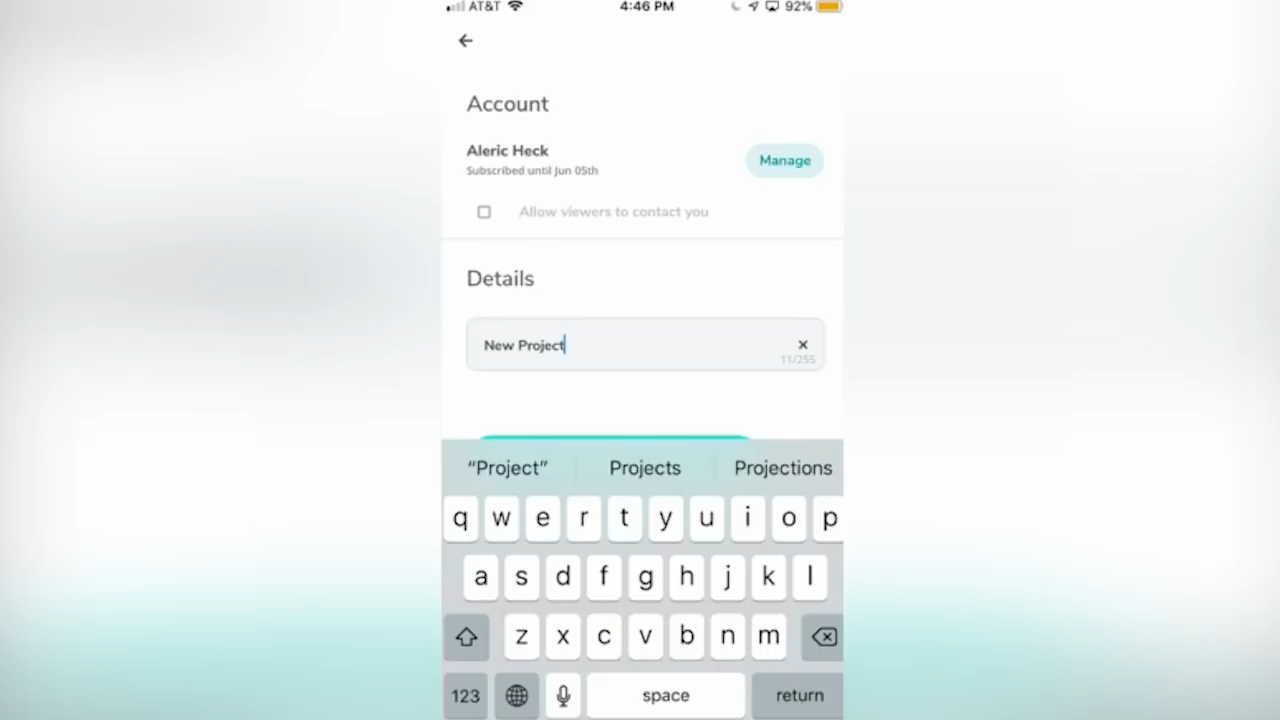 AT&T 4:46 PM 92%
Account
Aleric Heck
Subscribed until Jun 05th
Manage
Allow viewers to contact you
Details
New Project
11/255
“Project” Projects Projections
q w e r t y u i o p
a s d f g h j k l
z x c v b n m
123 space return